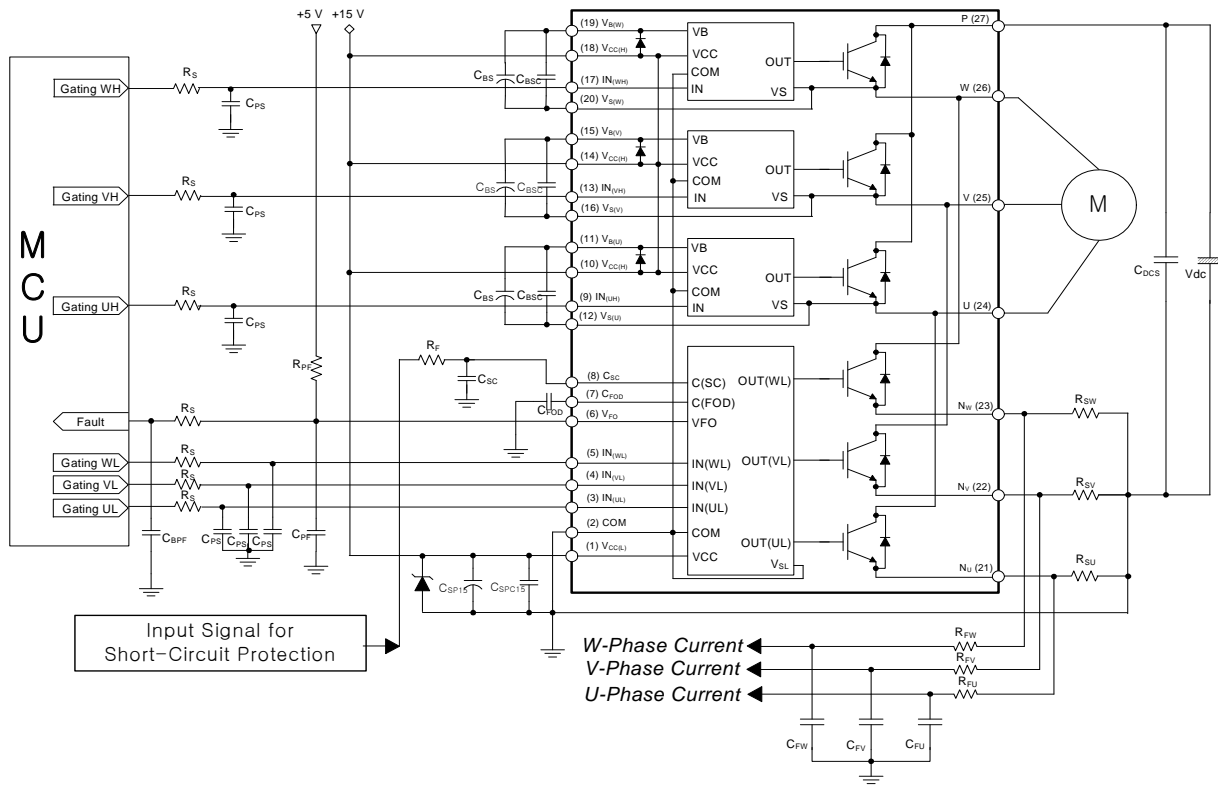 +5 V
+15 V
P (27)
(19) VB(W)
(18) VCC(H)
(17) IN(WH)
(20) VS(W)
VB
VCC
COM
IN
OUT
VS
W (26)
MCU
Gating WH
RS
CPS
CBS
CBSC
(15) VB(V)
(14) VCC(H)
(13) IN(VH)
(16) VS(V)
VB
VCC
COM
IN
OUT
VS
V (25)
M
Gating VH
RS
CPS
CBS
CBSC
(11) VB(U)
(10) VCC(H)
(9) IN(UH)
(12) VS(U)
VB
VCC
COM
IN
OUT
VS
U (24)
CDCS
Vdc
Gating UH
RS
CPS
CBS
CBSC
RPF
RF
CSC
CFOD
(8) CSC
(7) CFOD
(6) VFO
(5) IN(WL)
(4) IN(VL)
(3) IN(UL)
(2) COM
(1) VCC(L)
C(SC)
C(FOD)
VFO
IN(WL)
IN(VL)
IN(UL)
COM
VCC
OUT(WL)
OUT(VL)
OUT(UL)
VSL
NW (23)
NV (22)
NU (21)
RSW
RSV
RSU
Fault
RS
Gating WL
RS
Gating VL
RS
Gating UL
RS
CBPF
CPS
CPS
CPS
CPF
CSP15
CSPC15
Input Signal for
Short-Circuit Protection
W-Phase Current
V-Phase Current
U-Phase Current
RFW
RFV
RFU
CFW
CFV
CFU